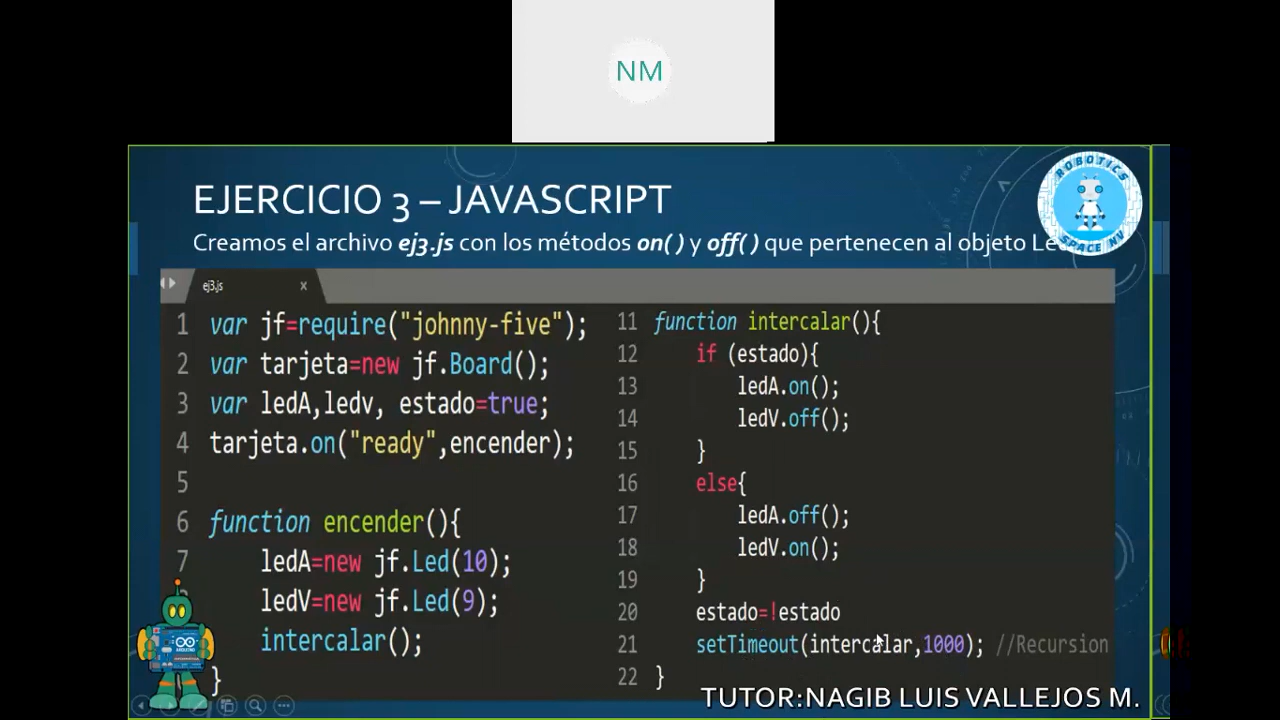 NM
EJERCICIO 3 – JAVASCRIPT
ROBOTICS
SPACE NV
Creamos el archivo ej3.js con los métodos on( ) y off( ) que pertenecen al objeto
ej3.js x
1 var jf=require("johnny-five");
2 var tarjeta=new jf.Board();
3 var ledA,ledv, estado=true;
4 tarjeta.on("ready",encender);
5
6 function encender(){
7 ledA=new jf.Led(10);
ledV=new jf.Led(9);
intercalar();
}
11 function intercalar(){
12 if (estado){
13 ledA.on();
14 ledV.off();
15 }
16 else{
17 ledA.off();
18 ledV.on();
19 }
20 estado=!estado
21 setTimeout(intercalar,1000); //Recursion
22 }
TUTOR:NAGIB LUIS VALLEJOS M.